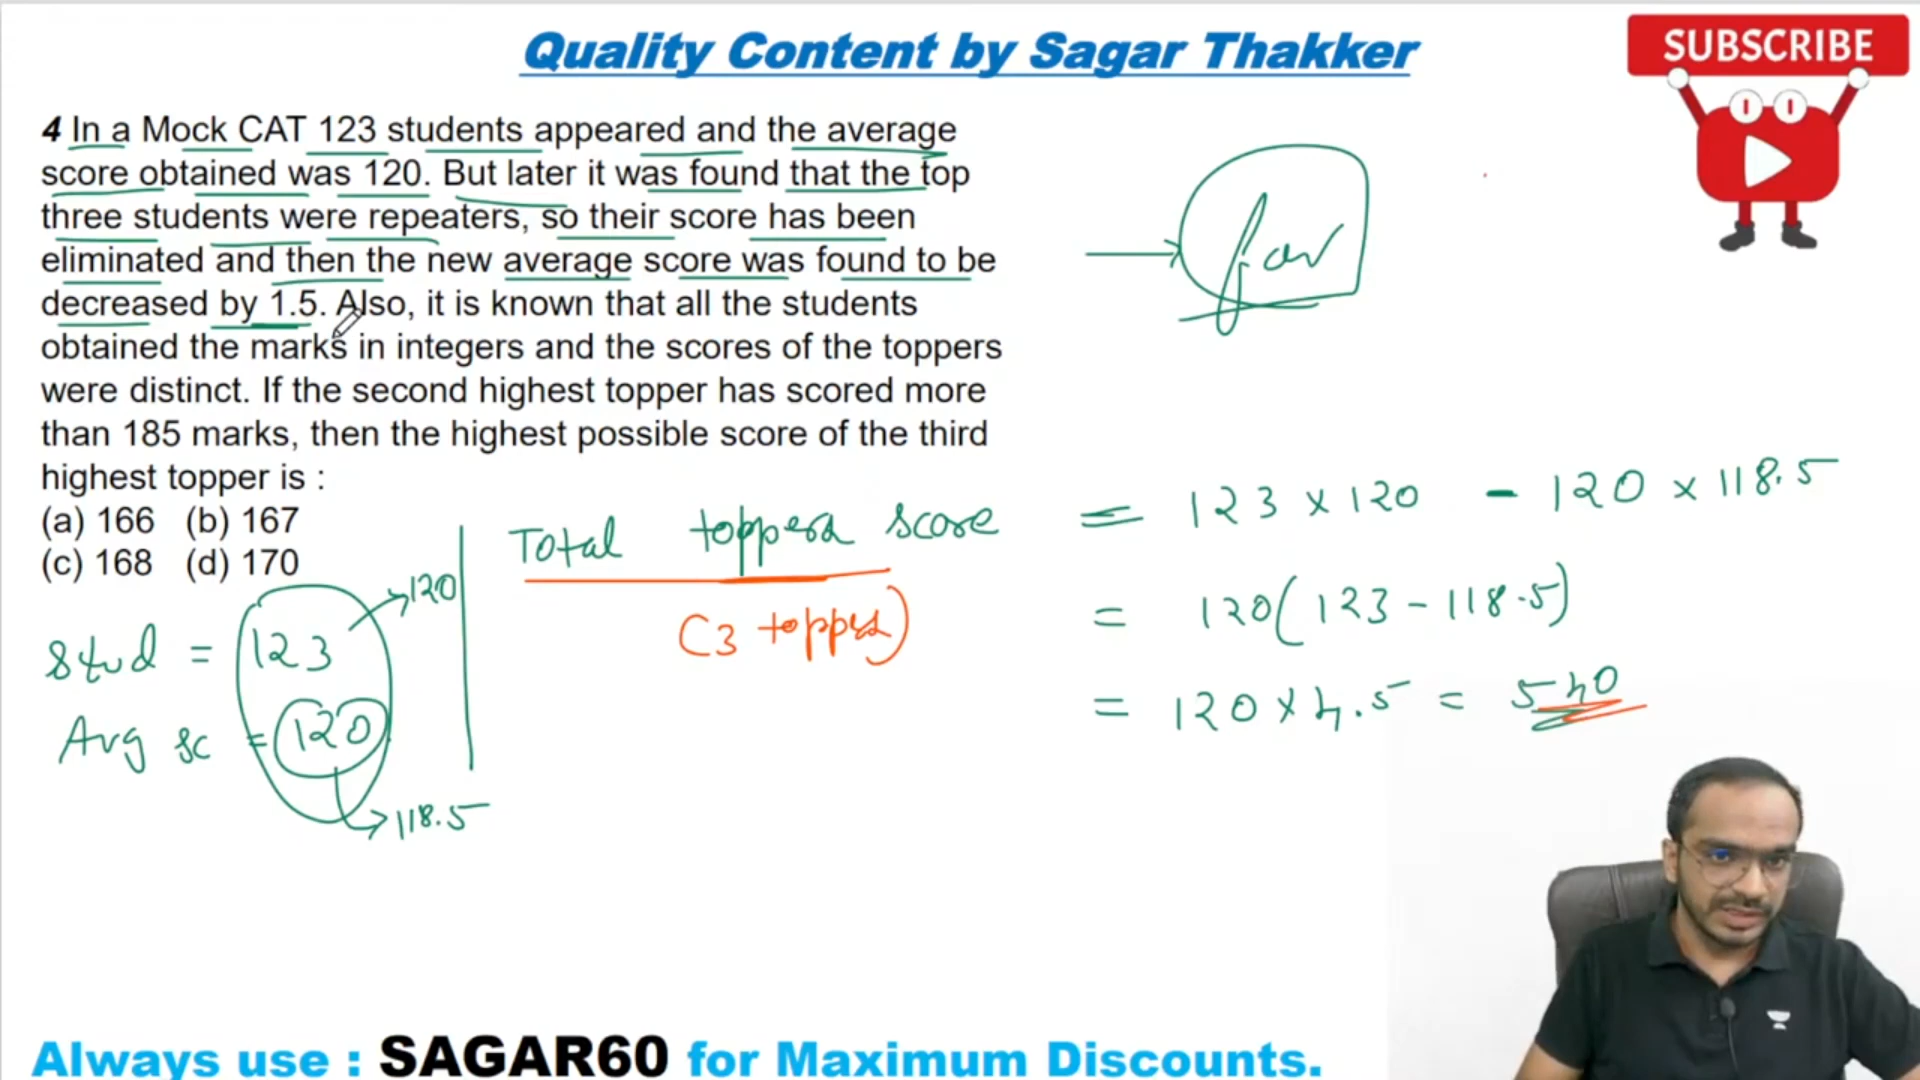 Quality Content by Sagar Thakker
SUBSCRIBE
4 In a Mock CAT 123 students appeared and the average
score obtained was 120. But later it was found that the top
three students were repeaters, so their score has been
eliminated and then the new average score was found to be
decreased by 1.5. Also, it is known that all the students
obtained the marks in integers and the scores of the toppers
were distinct. If the second highest topper has scored more
than 185 marks, then the highest possible score of the third
highest topper is :
(a) 166 (b) 167
(c) 168 (d) 170
Stud = 123
120
Avg sc = 120
118.5
Total toppers score
(3 toppers)
= 123 x 120 - 120 x 118.5
= 120(123 - 118.5)
= 120 x 4.5 = 540
Always use : SAGAR60 for Maximum Discounts.